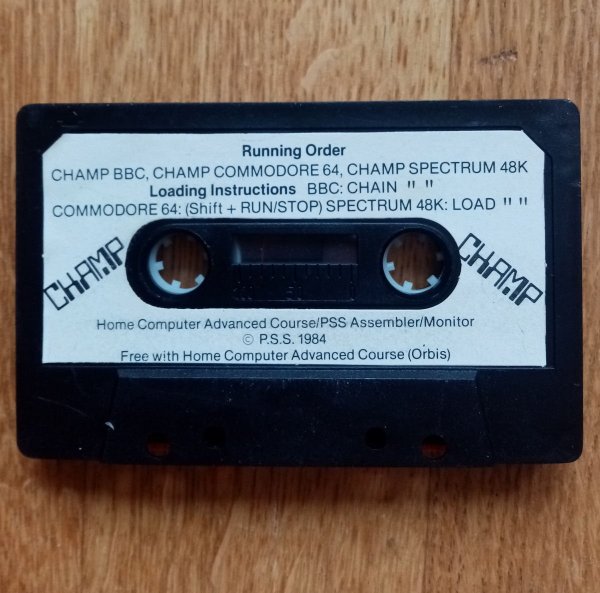 Running Order
CHAMP BBC, CHAMP COMMODORE 64, CHAMP SPECTRUM 48K
Loading Instructions BBC: CHAIN " "
COMMODORE 64: (Shift + RUN/STOP) SPECTRUM 48K: LOAD " "
CHAMP
CHAMP
Home Computer Advanced Course/PSS Assembler/Monitor
© P.S.S. 1984
Free with Home Computer Advanced Course (Orbis)